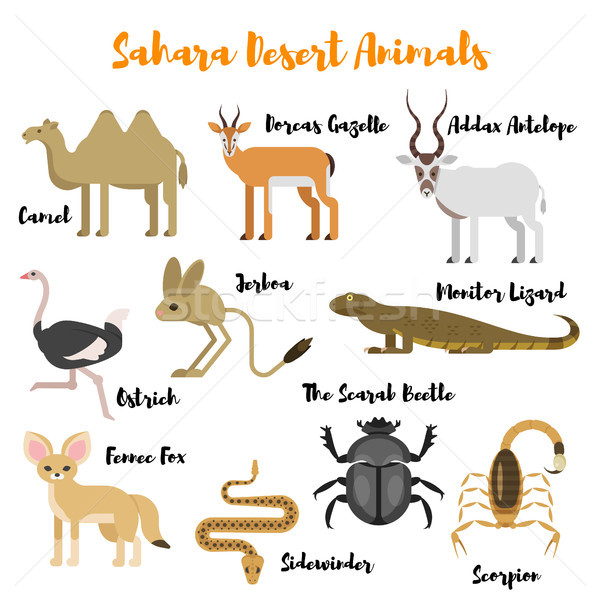 Sahara Desert Animals
Dorcas Gazelle
Addax Antelope
Camel
Jerboa
Monitor Lizard
Ostrich
The Scarab Beetle
Fennec Fox
Sidewinder
Scorpion
stockfresh